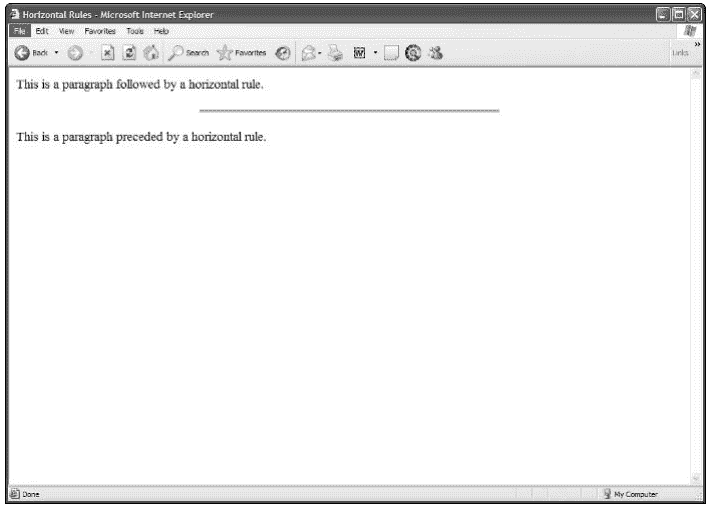 Horizontal Rules - Microsoft Internet Explorer
File Edit View Favorites Tools Help
Back Search Favorites W Links »
This is a paragraph followed by a horizontal rule.
This is a paragraph preceded by a horizontal rule.
Done My Computer